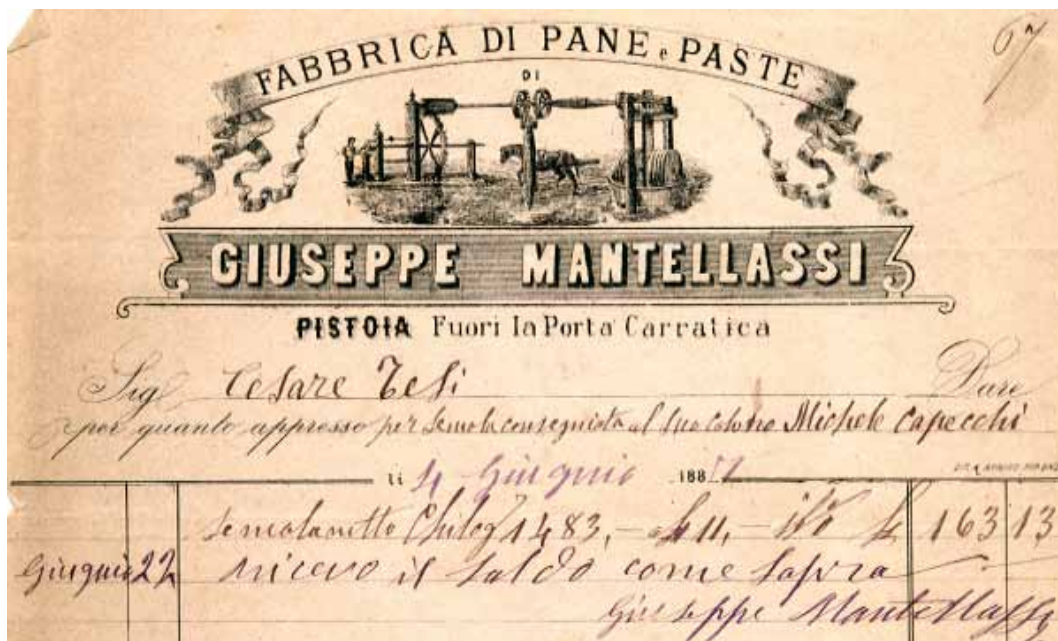 FABBRICA DI PANE e PASTE
DI
GIUSEPPE MANTELLASSI
PISTOIA Fuori la Porta Carratica
Sig Cesare Tesi Dare
per quanto appresso per semola consegniata al suo colono Michele Capecchi
li 4 Giugnio 188
semolanetto Chilog 1483, - a £ 11, - £ 163 13
Giugnio 22 ricevo il saldo come sopra
Giuseppe Mantellassi